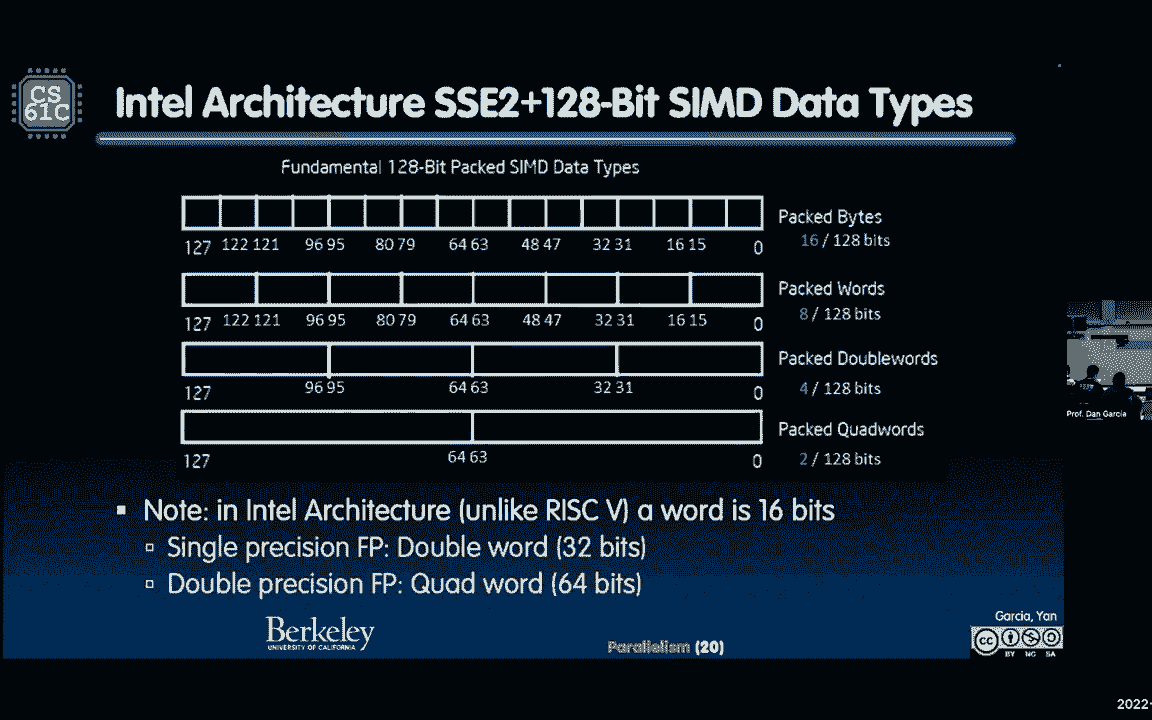 CS
61C
Intel Architecture SSE2+128-Bit SIMD Data Types
Fundamental 128-Bit Packed SIMD Data Types
Packed Bytes
127 122 121 96 95 80 79 64 63 48 47 32 31 16 15 0
16 / 128 bits
Packed Words
127 122 121 96 95 80 79 64 63 48 47 32 31 16 15 0
8 / 128 bits
Packed Doublewords
127 96 95 64 63 32 31 0
4 / 128 bits
Packed Quadwords
127 64 63 0
2 / 128 bits
Prof. Dan Garcia
Note: in Intel Architecture (unlike RISC V) a word is 16 bits
Single precision FP: Double word (32 bits)
Double precision FP: Quad word (64 bits)
Berkeley
UNIVERSITY OF CALIFORNIA
Parallelism (20)
Garcia, Yan
cc
BY NC SA
2022-